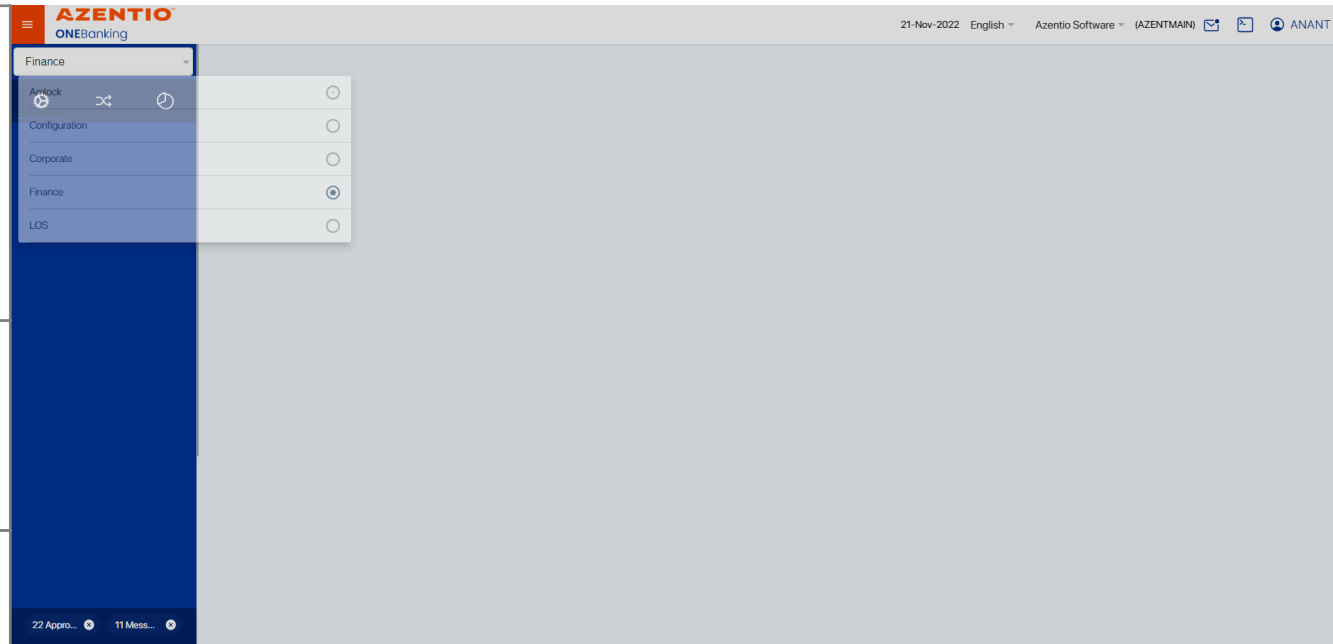 AZENTIO™
ONEBanking
21-Nov-2022 English Azentio Software (AZENTMAIN) ANANT
Finance
Amlock
Configuration
Corporate
Finance
LOS
22 Appro... 11 Mess...